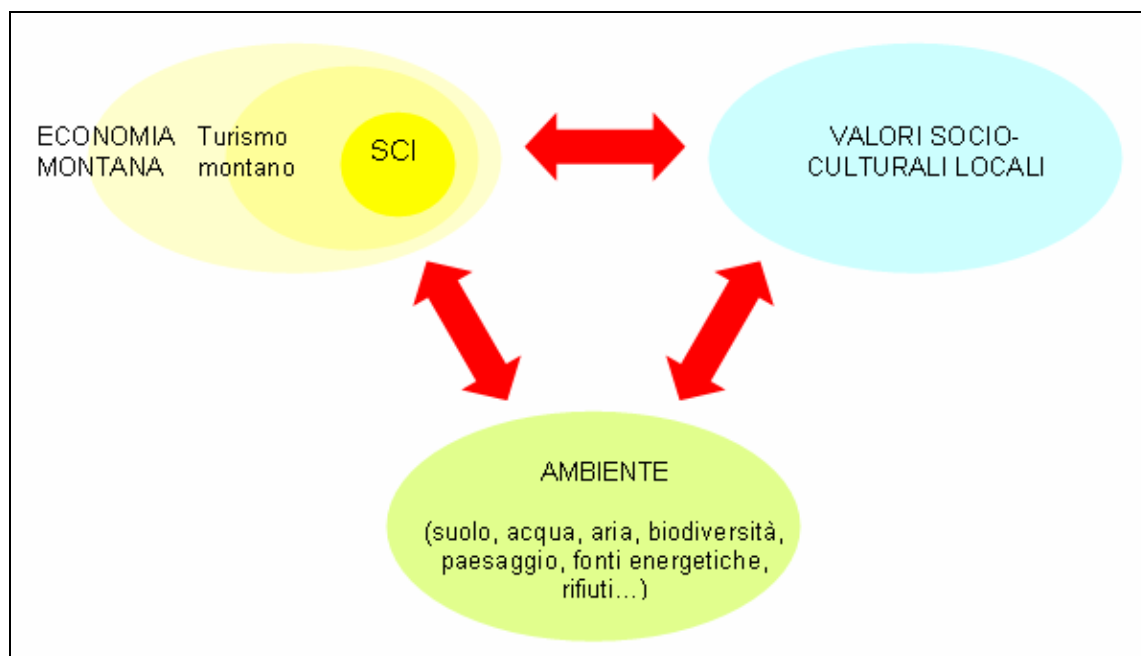 ECONOMIA
MONTANA
Turismo
montano
SCI
VALORI SOCIO-
CULTURALI LOCALI
AMBIENTE
(suolo, acqua, aria, biodiversità,
paesaggio, fonti energetiche,
rifiuti...)